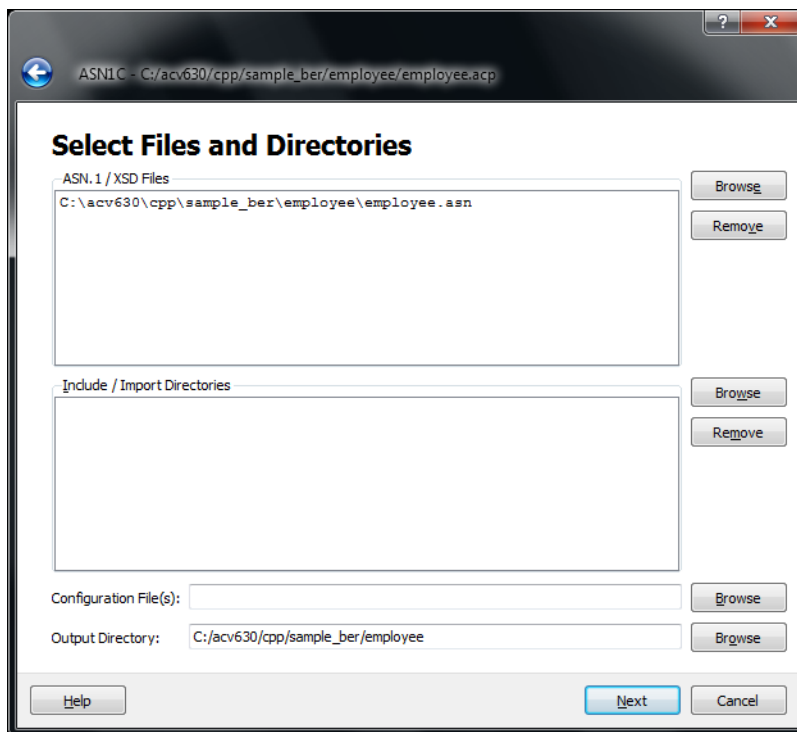 ?
ASN1C - C:/acv630/cpp/sample_ber/employee/employee.acp
Select Files and Directories
ASN.1 / XSD Files
Browse
C:\acv630\cpp\sample_ber\employee\employee.asn
Remove
Include / Import Directories
Browse
Remove
Configuration File(s): Browse
Output Directory: C:/acv630/cpp/sample_ber/employee Browse
Help Next Cancel